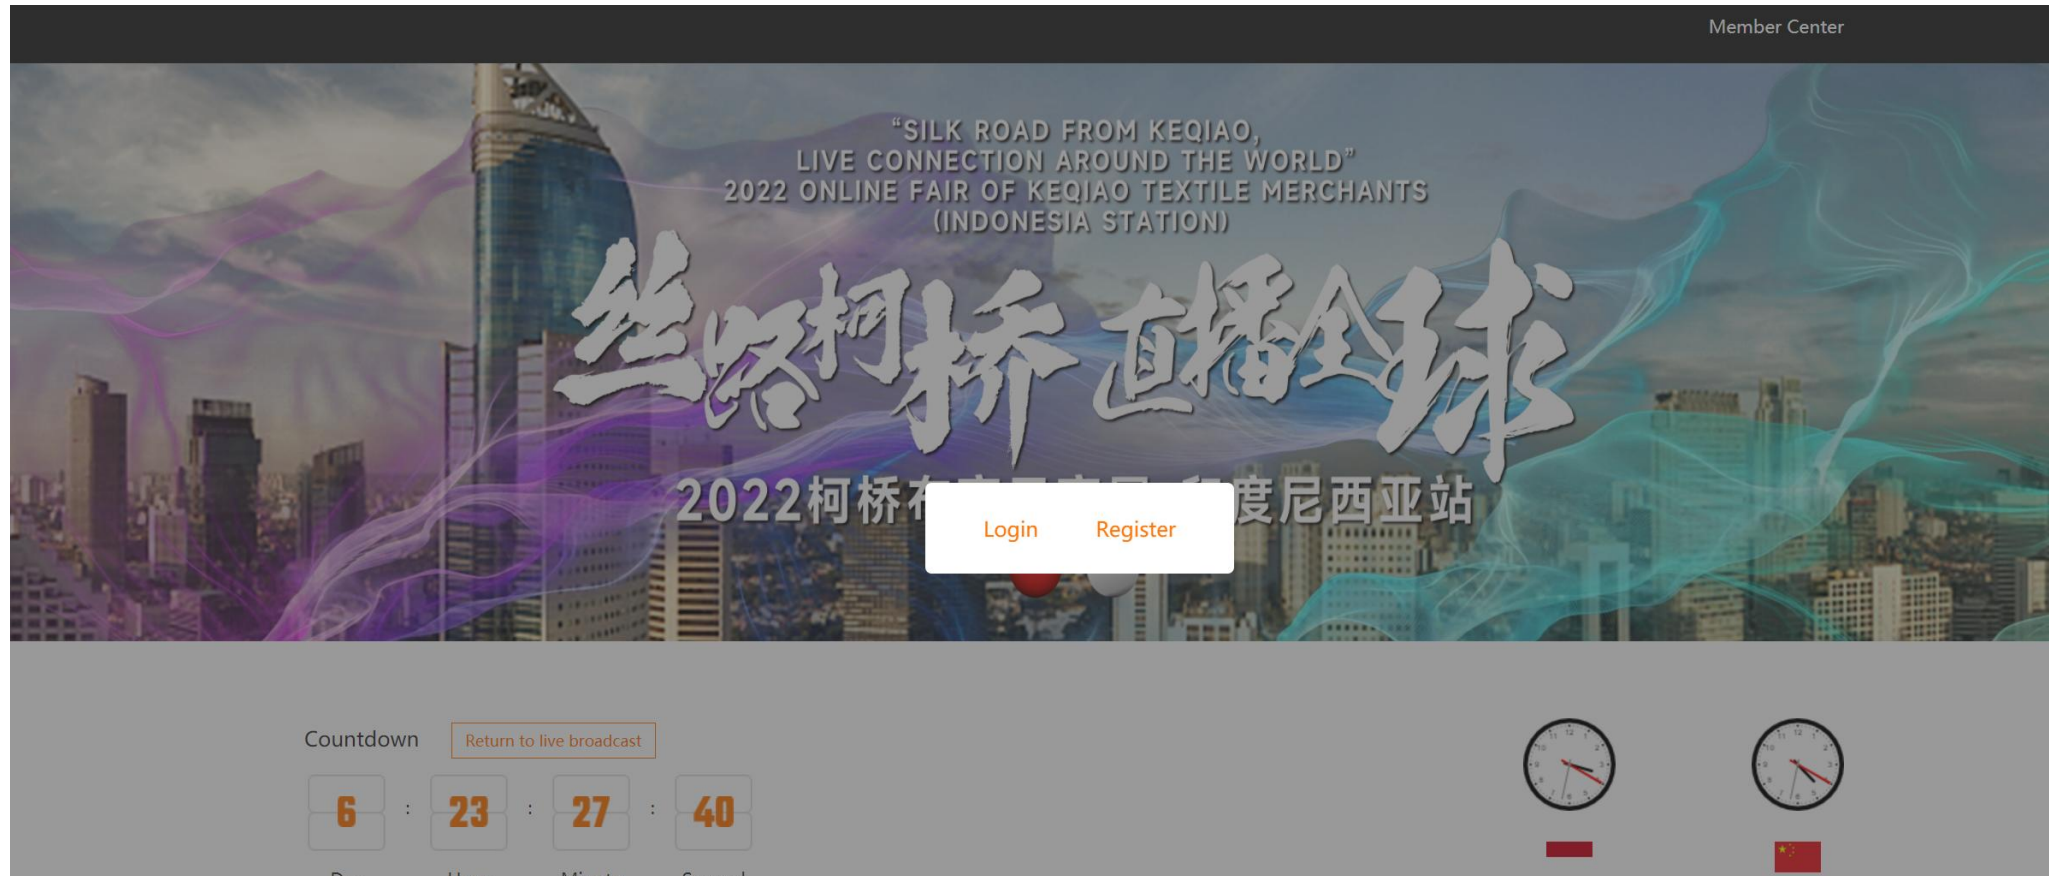 Member Center
“SILK ROAD FROM KEQIAO,
LIVE CONNECTION AROUND THE WORLD”
2022 ONLINE FAIR OF KEQIAO TEXTILE MERCHANTS
(INDONESIA STATION)
丝路柯桥 直播全球
2022柯桥 度尼西亚站
Login Register
Countdown Return to live broadcast
6 : 23 : 27 : 40